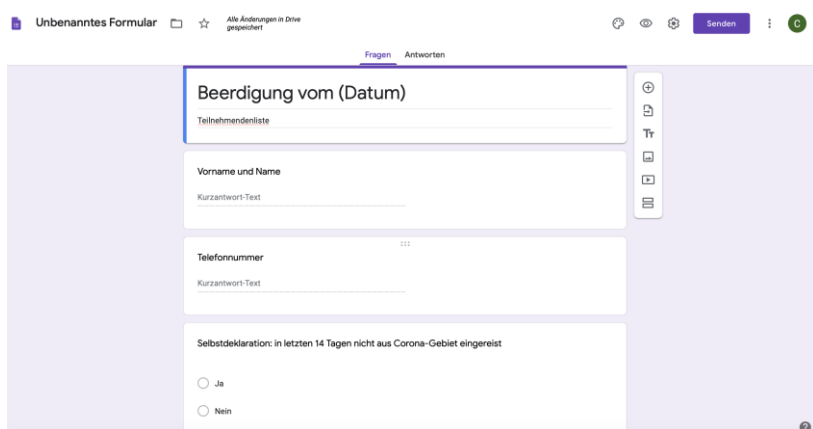 Unbenanntes Formular
Alle Änderungen in Drive
gespeichert
Senden
C
Fragen Antworten
Beerdigung vom (Datum)
Teilnehmendenliste
Vorname und Name
Kurzantwort-Text
Telefonnummer
Kurzantwort-Text
Selbstdeklaration: in letzten 14 Tagen nicht aus Corona-Gebiet eingereist
Ja
Nein